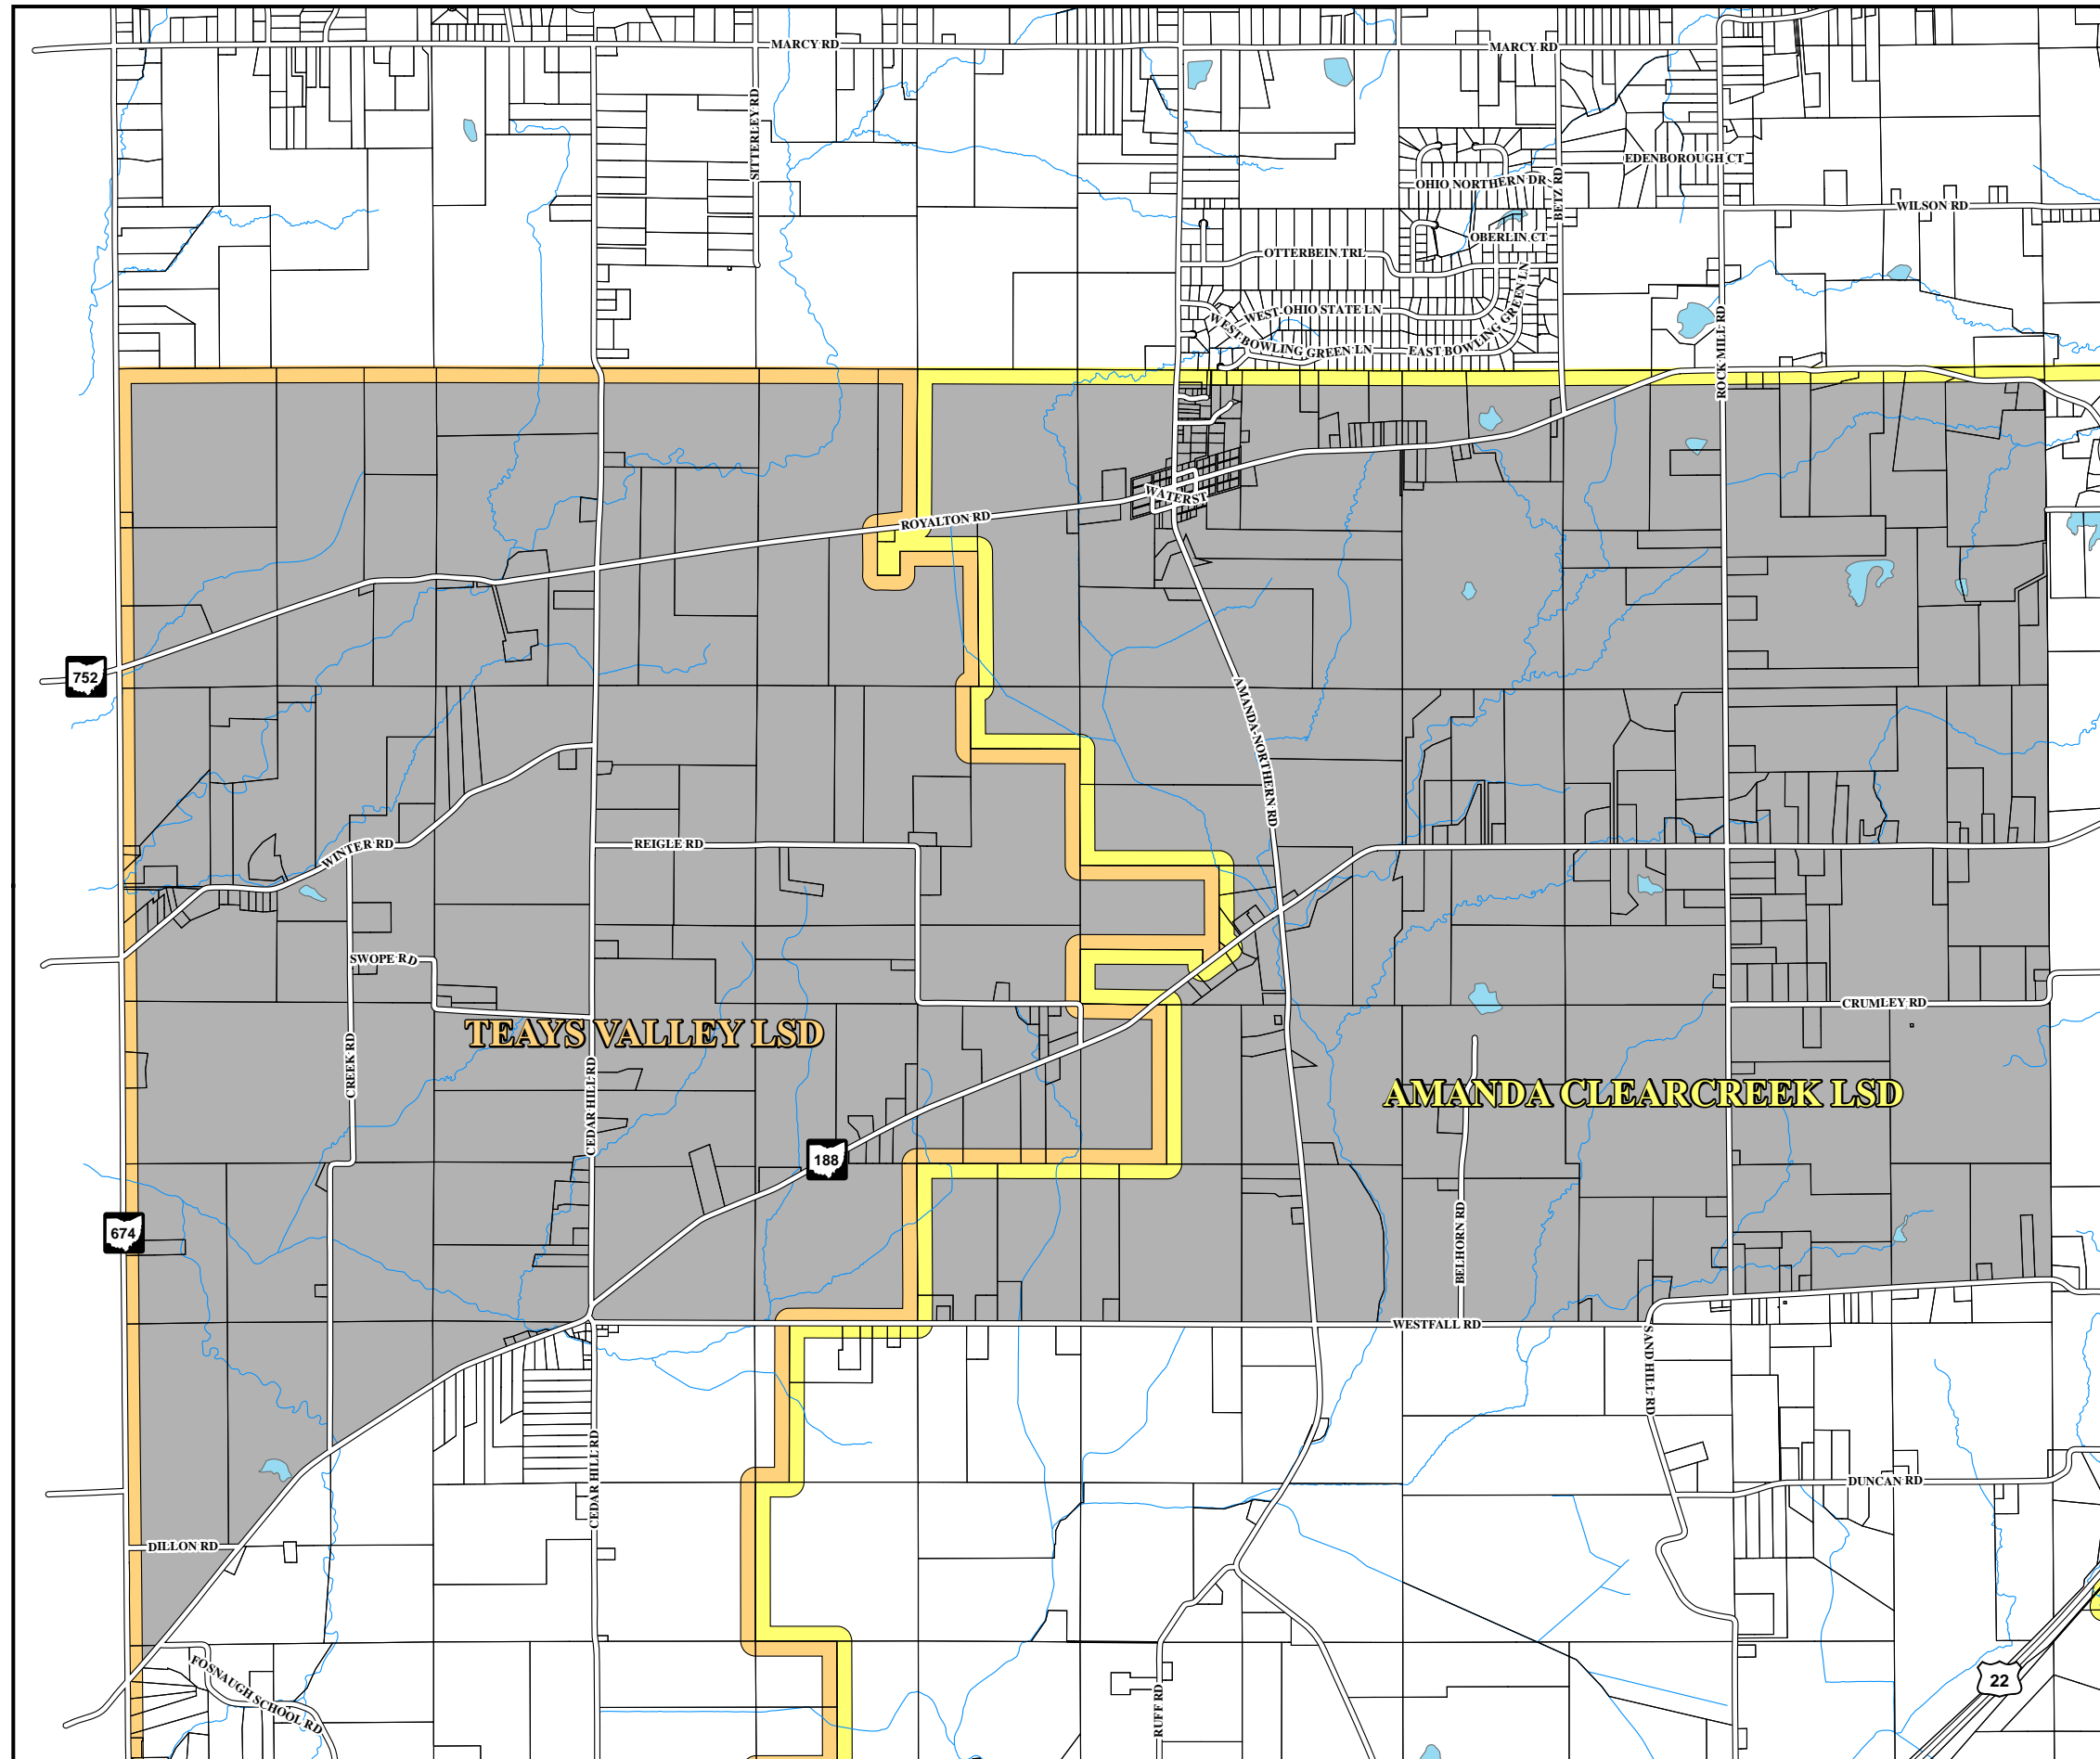 MARCY RD
MARCY RD
SITTERLEY RD
EDENBOROUGH CT
OHIO NORTHERN DR
BETZ RD
WILSON RD
OBERLIN CT
OTTERBEIN TRL
WEST OHIO STATE LN
WEST BOWLING GREEN LN
EAST BOWLING GREEN LN
ROCK MILL RD
WATER ST
ROYALTON RD
752
AMANDA-NORTHERN RD
WINTER RD
REIGLE RD
SWOPE RD
CRUMLEY RD
TEAYS VALLEY LSD
CREEK RD
CEDAR HILL RD
AMANDA CLEARCREEK LSD
188
674
BELHORN RD
WESTFALL RD
SAND HILL RD
CEDAR HILL RD
DUNCAN RD
DILLON RD
FOSNAUGH SCHOOL RD
RUFF RD
22